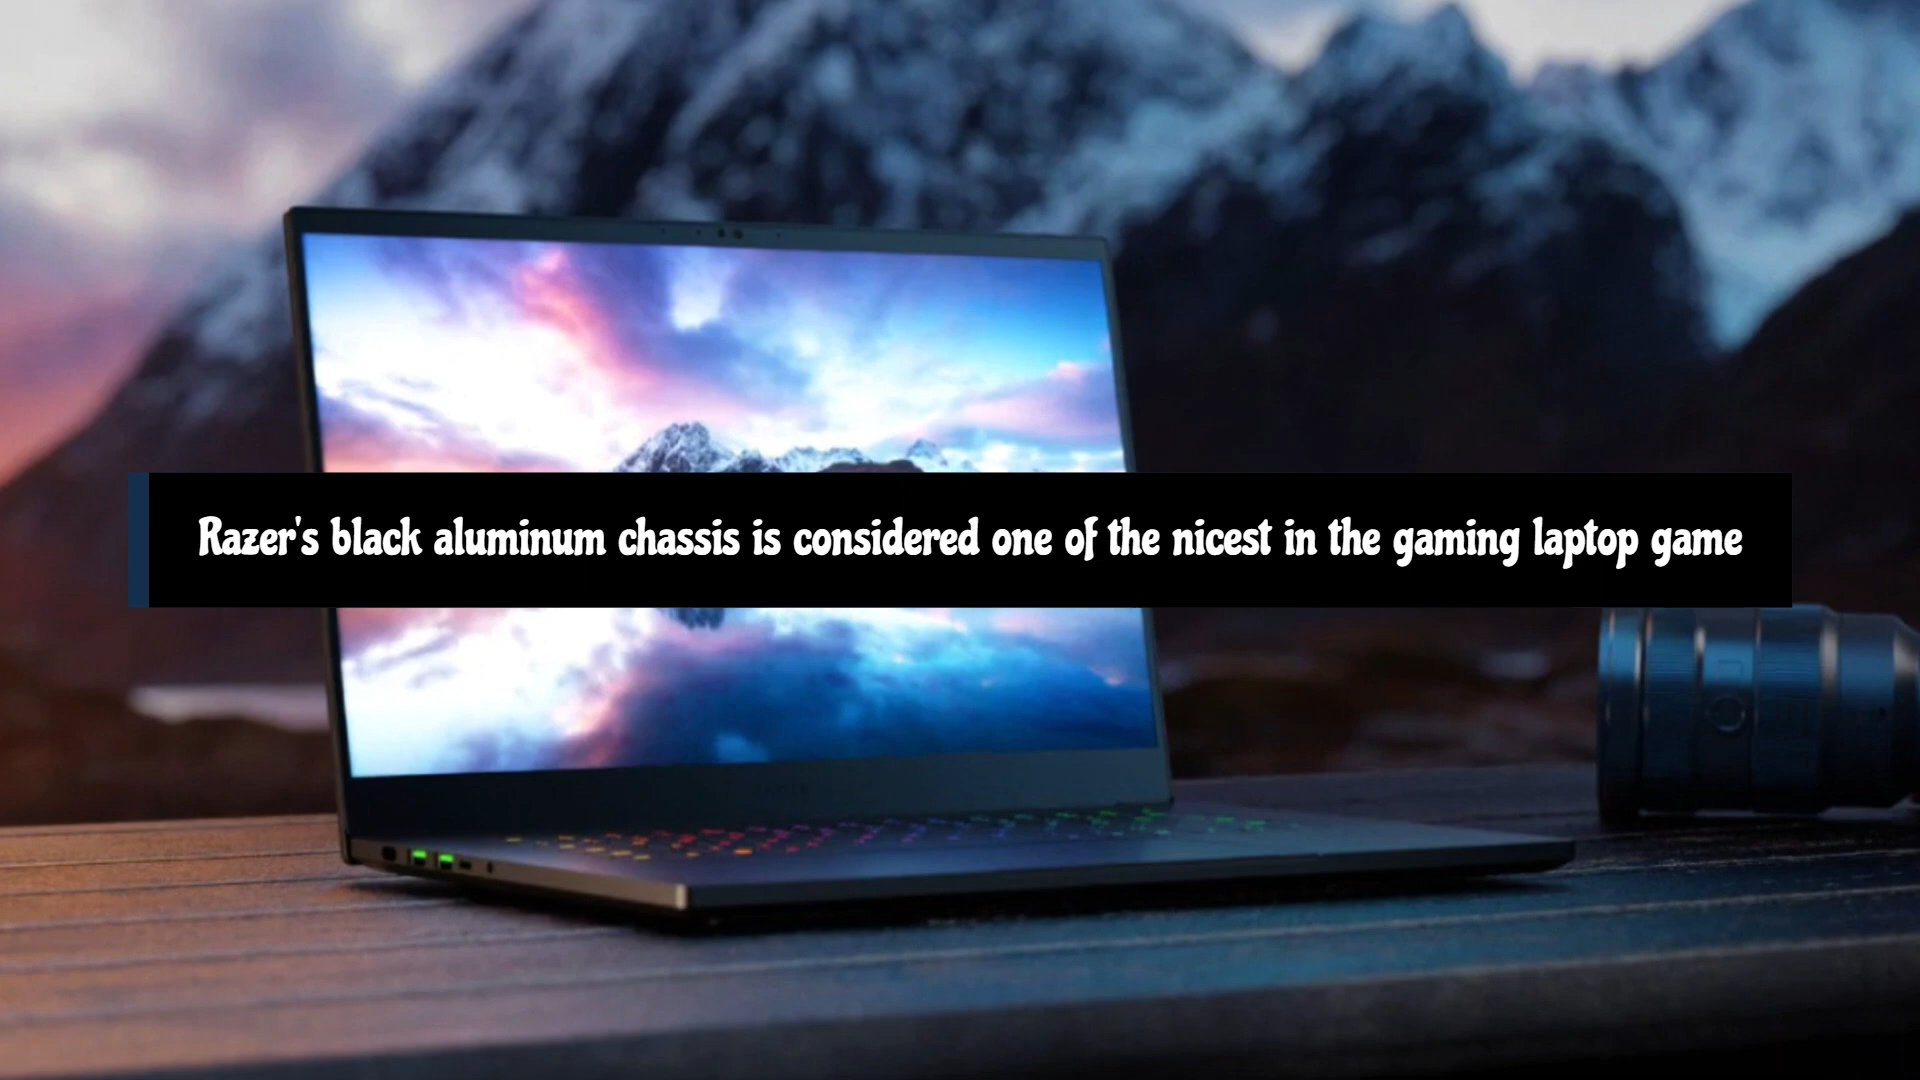 Razer's black aluminum chassis is considered one of the nicest in the gaming laptop game